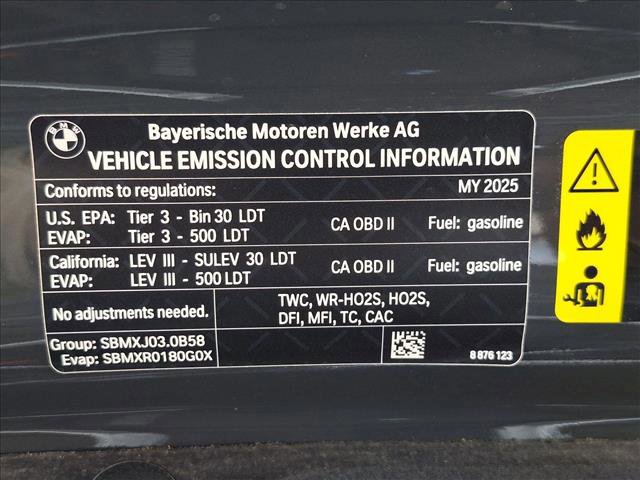 BMW
Bayerische Motoren Werke AG
VEHICLE EMISSION CONTROL INFORMATION
Conforms to regulations: MY 2025
U.S. EPA: Tier 3 - Bin 30 LDT CA OBD II Fuel: gasoline
EVAP: Tier 3 - 500 LDT
California: LEV III - SULEV 30 LDT CA OBD II Fuel: gasoline
EVAP: LEV III - 500 LDT
No adjustments needed. TWC, WR-HO2S, HO2S,
DFI, MFI, TC, CAC
Group: SBMXJ03.0B58
Evap: SBMXR0180G0X 8 876 123